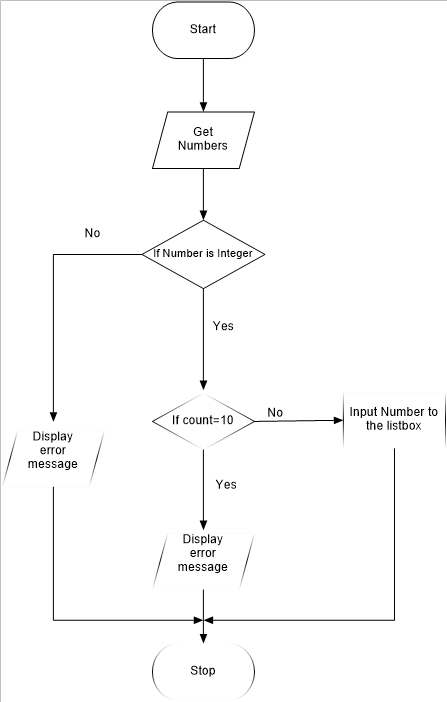 Start
Get
Numbers
If Number is Integer
No
Yes
If count=10
No
Input Number to
the listbox
Display
error
message
Yes
Display
error
message
Stop